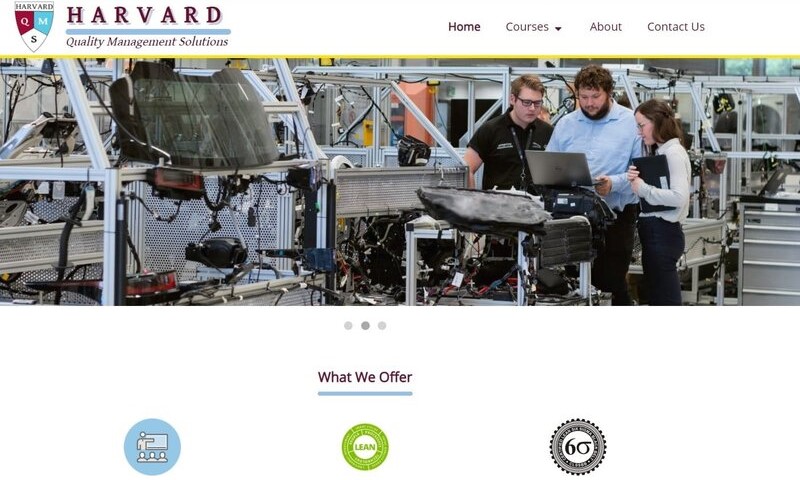 HARVARD
Q M
S
HARVARD
Quality Management Solutions
Home Courses About Contact Us
What We Offer
LEAN
6σ